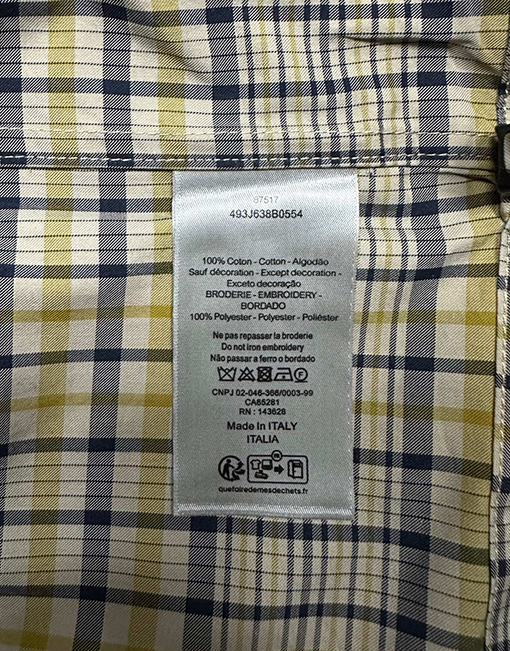 87517
493J638B0554
100% Coton - Cotton - Algodão
Sauf décoration - Except decoration -
Exceto decoração
BRODERIE - EMBROIDERY -
BORDADO
100% Polyester - Polyester - Poliéster
Ne pas repasser la broderie
Do not iron embroidery
Não passar a ferro o bordado
CNPJ 02-046-366/0003-99
CA65281
RN : 143628
Made in ITALY
ITALIA
quefairedemesdechets.fr